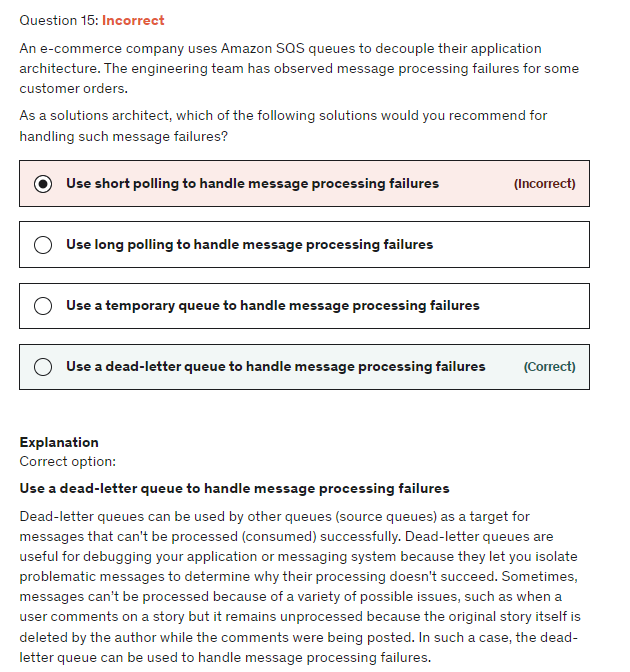 Question 15: Incorrect
An e-commerce company uses Amazon SQS queues to decouple their application
architecture. The engineering team has observed message processing failures for some
customer orders.
As a solutions architect, which of the following solutions would you recommend for
handling such message failures?
Use short polling to handle message processing failures (Incorrect)
Use long polling to handle message processing failures
Use a temporary queue to handle message processing failures
Use a dead-letter queue to handle message processing failures (Correct)
Explanation
Correct option:
Use a dead-letter queue to handle message processing failures
Dead-letter queues can be used by other queues (source queues) as a target for
messages that can't be processed (consumed) successfully. Dead-letter queues are
useful for debugging your application or messaging system because they let you isolate
problematic messages to determine why their processing doesn't succeed. Sometimes,
messages can't be processed because of a variety of possible issues, such as when a
user comments on a story but it remains unprocessed because the original story itself is
deleted by the author while the comments were being posted. In such a case, the dead-
letter queue can be used to handle message processing failures.